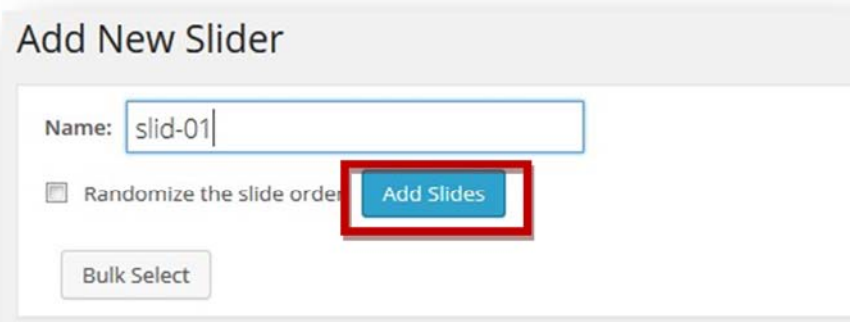 Add New Slider
Name: slid-01
Randomize the slide order Add Slides
Bulk Select